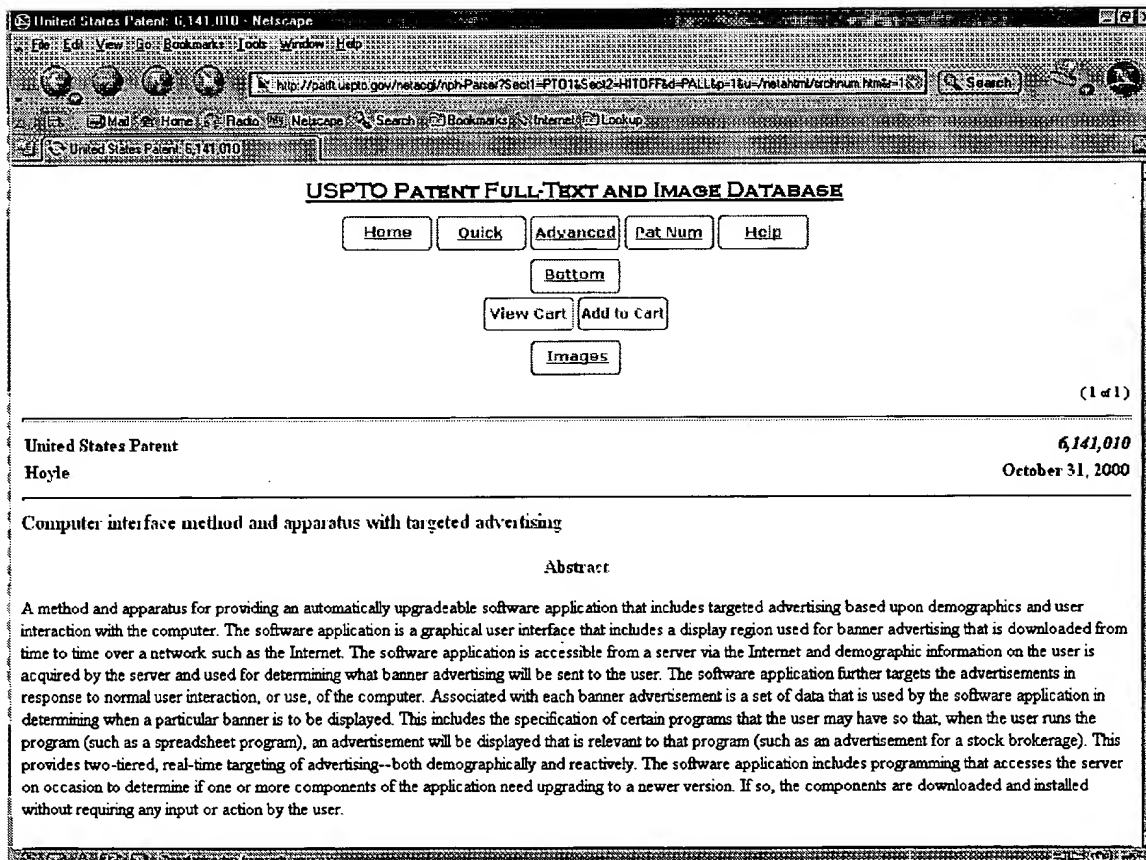 United States Patent: 6,141,010 - Netscape
File Edit View Go Bookmarks Tools Window Help
http://patft.uspto.gov/netacgi/nph-Parser?Sect1=PTO1&Sect2=HITOFF&d=PALL&p=1&u=/netahtml/srchnum.htm&r=1 Search
Mail Home Radio Netscape Search Bookmarks Internet Lookup
United States Patent: 6,141,010
USPTO PATENT FULL-TEXT AND IMAGE DATABASE
Home Quick Advanced Pat Num Help
Bottom
View Cart Add to Cart
Images
(1 of 1)
United States Patent 6,141,010
Hoyle October 31, 2000
Computer interface method and apparatus with targeted advertising
Abstract
A method and apparatus for providing an automatically upgradeable software application that includes targeted advertising based upon demographics and user
interaction with the computer. The software application is a graphical user interface that includes a display region used for banner advertising that is downloaded from
time to time over a network such as the Internet. The software application is accessible from a server via the Internet and demographic information on the user is
acquired by the server and used for determining what banner advertising will be sent to the user. The software application further targets the advertisements in
response to normal user interaction, or use, of the computer. Associated with each banner advertisement is a set of data that is used by the software application in
determining when a particular banner is to be displayed. This includes the specification of certain programs that the user may have so that, when the user runs the
program (such as a spreadsheet program), an advertisement will be displayed that is relevant to that program (such as an advertisement for a stock brokerage). This
provides two-tiered, real-time targeting of advertising--both demographically and reactively. The software application includes programming that accesses the server
on occasion to determine if one or more components of the application need upgrading to a newer version. If so, the components are downloaded and installed
without requiring any input or action by the user.